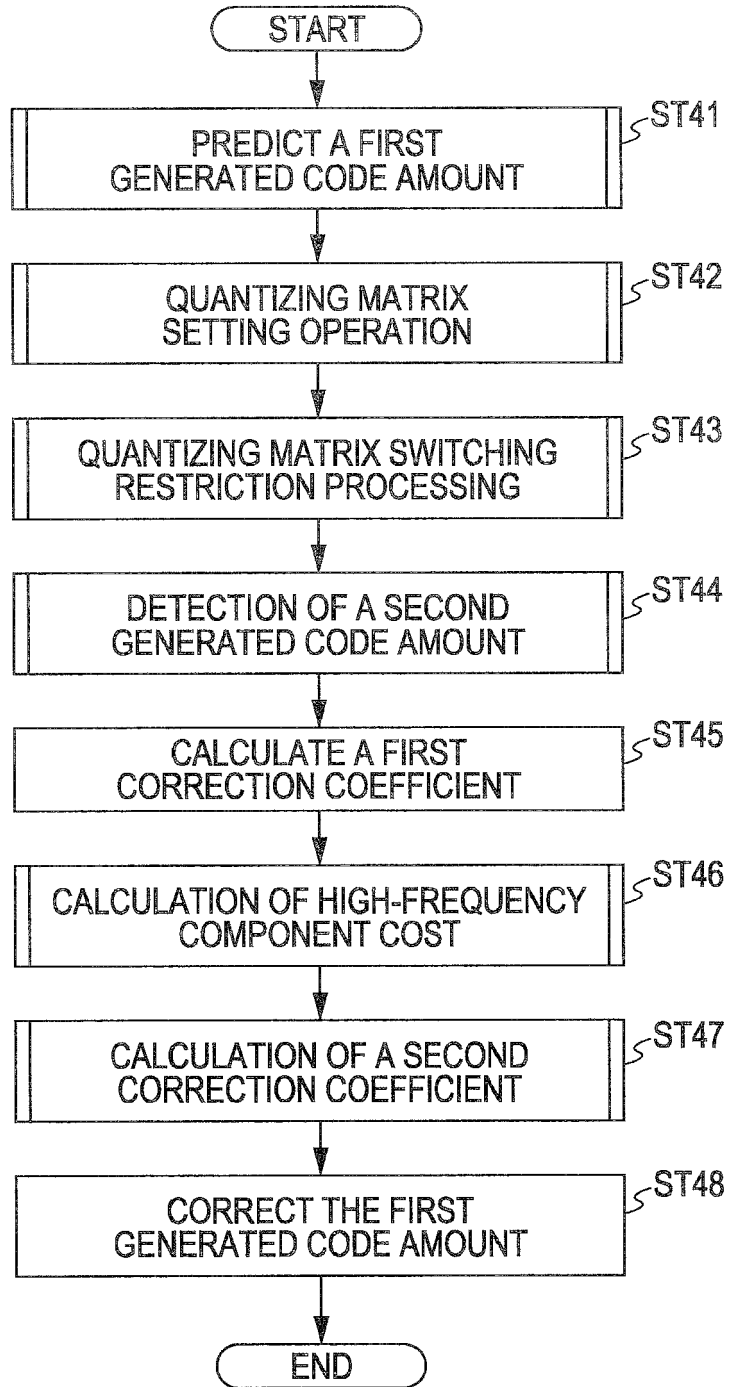 START
PREDICT A FIRST
GENERATED CODE AMOUNT
ST41
QUANTIZING MATRIX
SETTING OPERATION
ST42
QUANTIZING MATRIX SWITCHING
RESTRICTION PROCESSING
ST43
DETECTION OF A SECOND
GENERATED CODE AMOUNT
ST44
CALCULATE A FIRST
CORRECTION COEFFICIENT
ST45
CALCULATION OF HIGH-FREQUENCY
COMPONENT COST
ST46
CALCULATION OF A SECOND
CORRECTION COEFFICIENT
ST47
CORRECT THE FIRST
GENERATED CODE AMOUNT
ST48
END